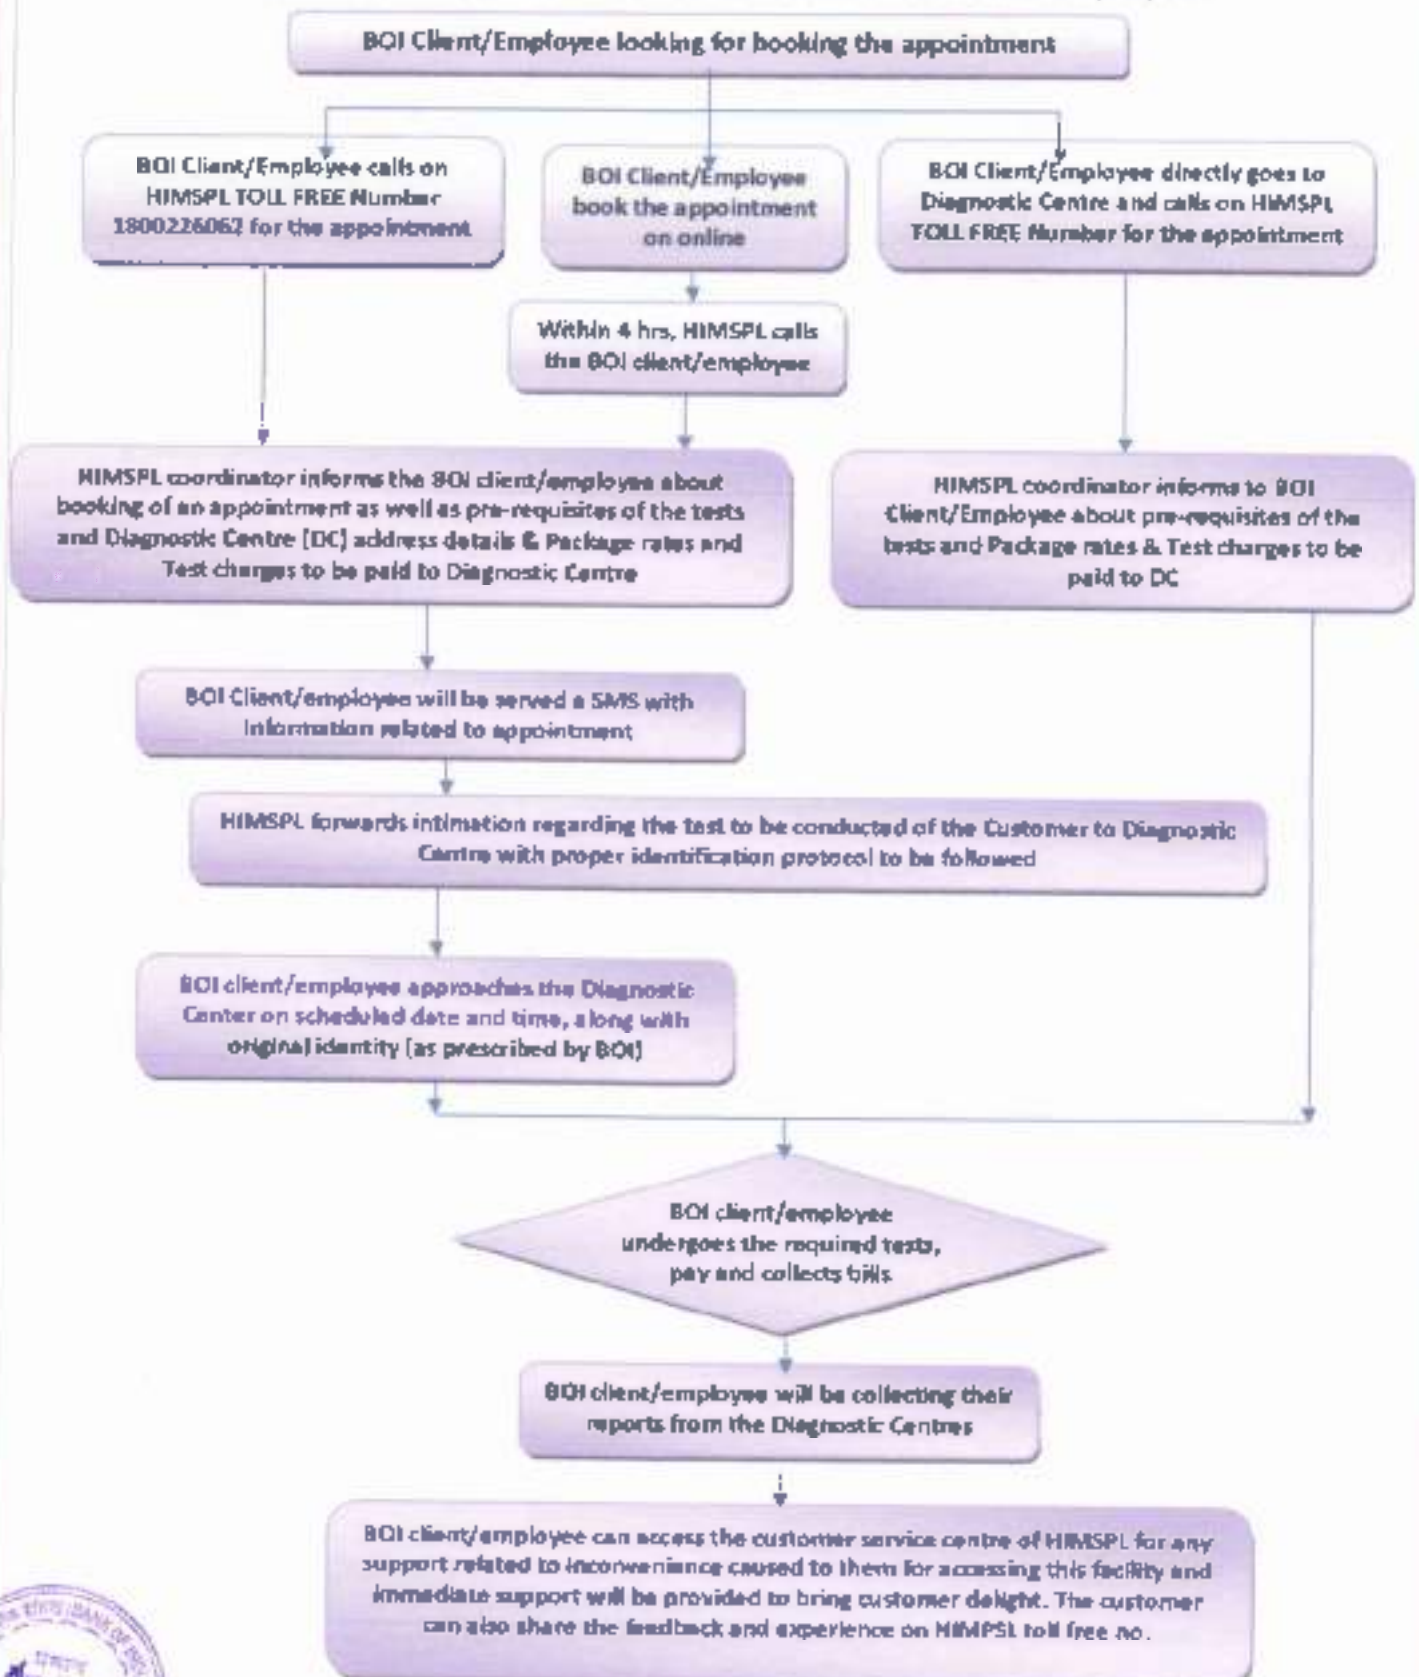 BOI Client/Employee looking for booking the appointment
BOI Client/Employee calls on
HIMSPL TOLL FREE Number
1800226062 for the appointment
BOI Client/Employee
book the appointment
on online
BOI Client/Employee directly goes to
Diagnostic Centre and calls on HIMSPL
TOLL FREE Number for the appointment
Within 4 hrs, HIMSPL calls
the BOI client/employee
HIMSPL coordinator informs the BOI client/employee about
booking of an appointment as well as pre-requisites of the tests
and Diagnostic Centre (DC) address details & Package rates and
Test charges to be paid to Diagnostic Centre
HIMSPL coordinator informs to BOI
Client/Employee about pre-requisites of the
tests and Package rates & Test charges to be
paid to DC
BOI Client/employee will be served a SMS with
Information related to appointment
HIMSPL forwards intimation regarding the test to be conducted of the Customer to Diagnostic
Centre with proper identification protocol to be followed
BOI client/employee approaches the Diagnostic
Center on scheduled date and time, along with
original identity (as prescribed by BOI)
BOI client/employee
undergoes the required tests,
pay and collects bills
BOI client/employee will be collecting their
reports from the Diagnostic Centres
BOI client/employee can access the customer service centre of HIMSPL for any
support related to inconvenience caused to them for accessing this facility and
immediate support will be provided to bring customer delight. The customer
can also share the feedback and experience on HIMPSL toll free no.
BANK OF